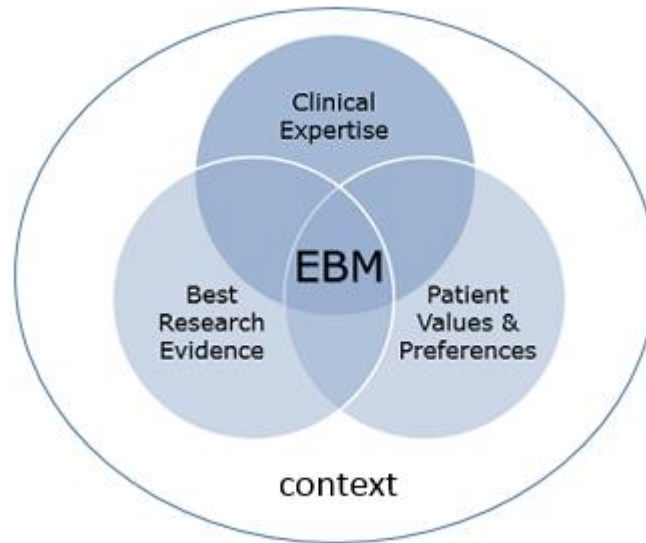 Clinical
Expertise
EBM
Best
Research
Evidence
Patient
Values &
Preferences
context